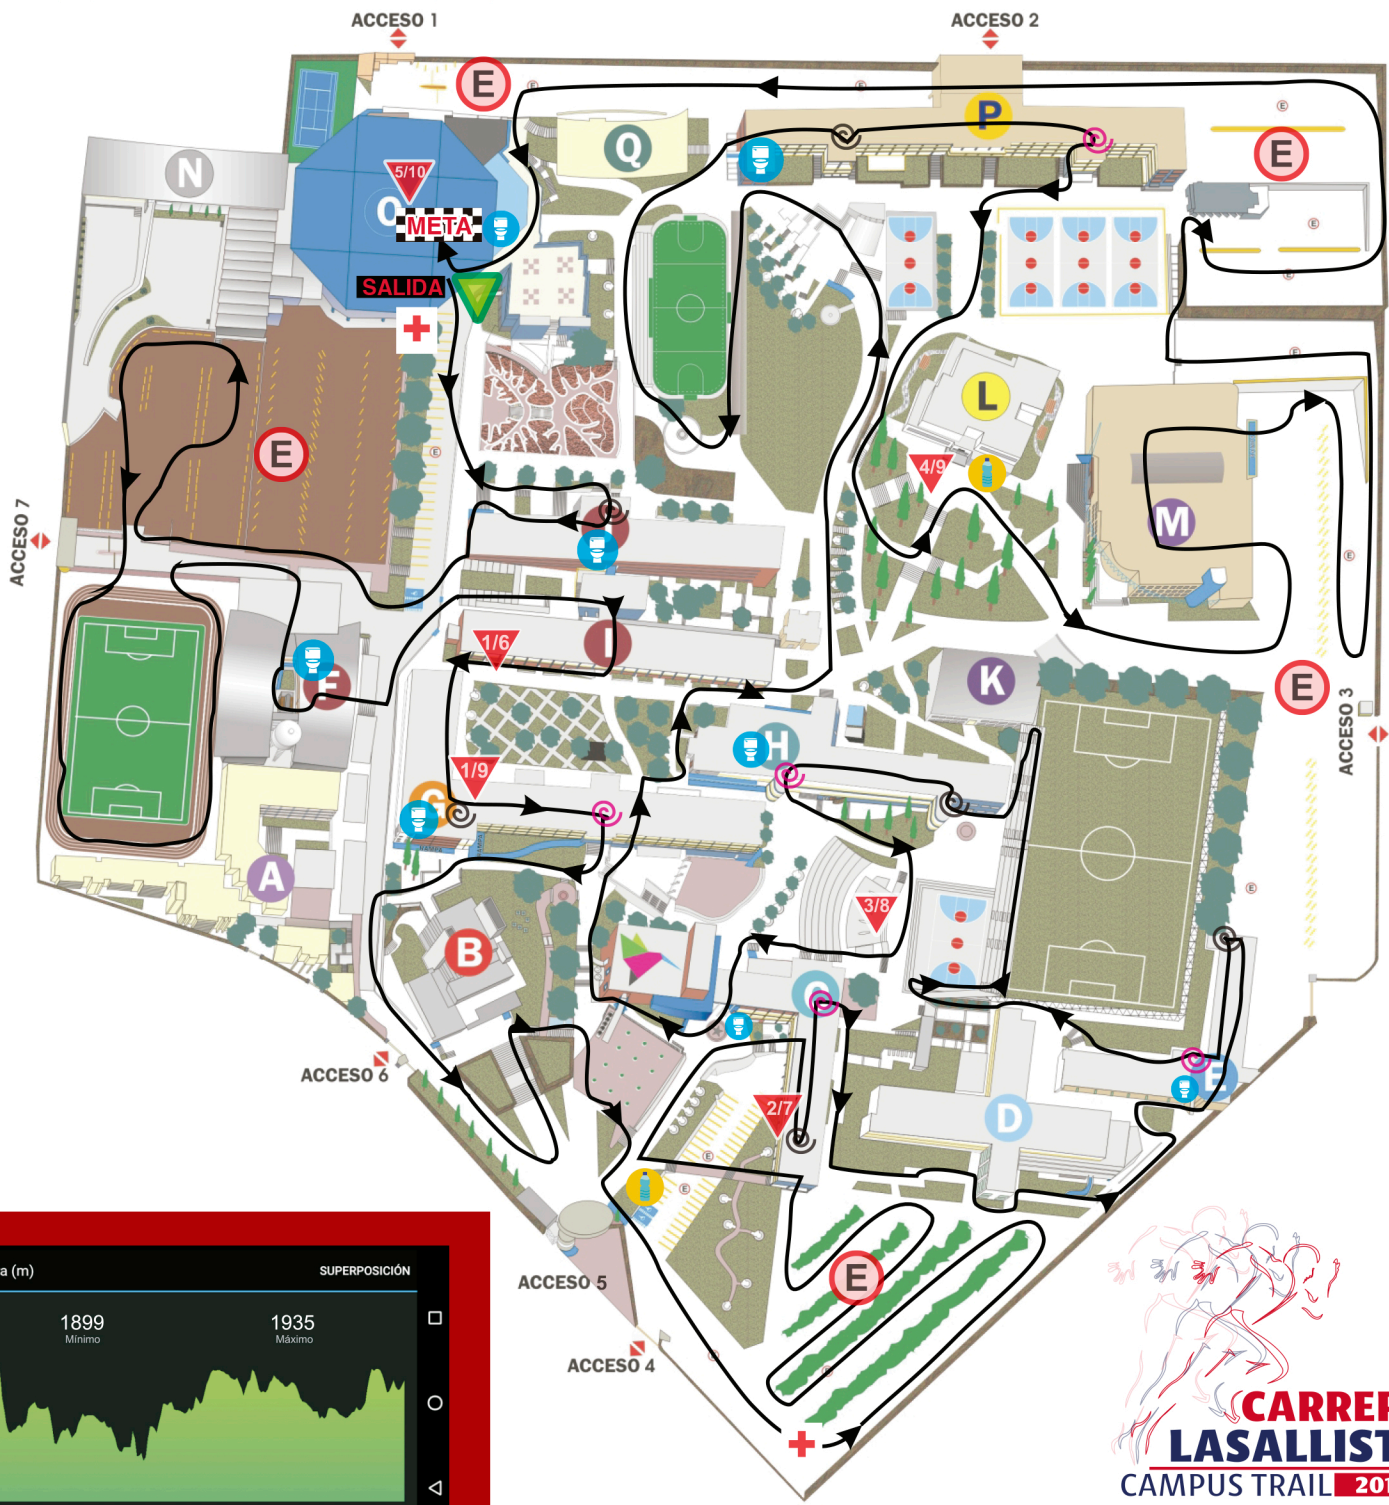 ACCESO 1
ACCESO 2
E
P
E
Q
N
5/10
META
SALIDA
L
E
4/9
M
ACCESO 7
I
1/6
F
K
E
ACCESO 3
H
1/9
G
A
3/8
B
ACCESO 6
E
2/7
D
ACCESO 5
E
ACCESO 4
a (m)
SUPERPOSICIÓN
1899
1935
Mínimo
Máximo
CARRER
LASALLIST
CAMPUS TRAIL 201